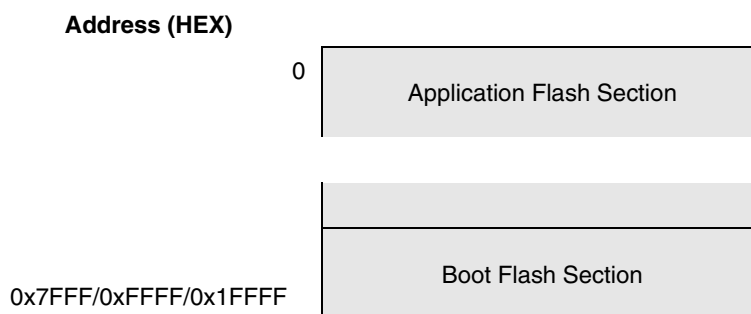 Address (HEX)
0
Application Flash Section
Boot Flash Section
0x7FFF/0xFFFF/0x1FFFF